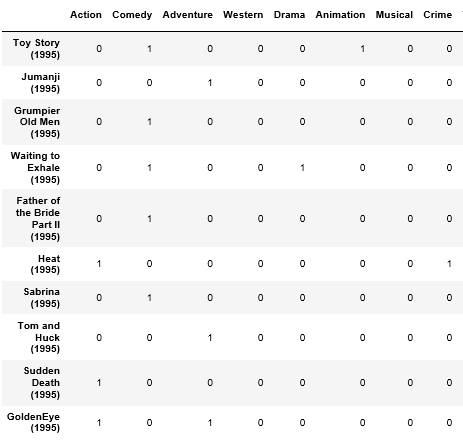 Action Comedy Adventure Western Drama Animation Musical Crime
Toy Story
(1995) 0 1 0 0 0 1 0 0
Jumanji
(1995) 0 0 1 0 0 0 0 0
Grumpier
Old Men
(1995) 0 1 0 0 0 0 0 0
Waiting to
Exhale
(1995) 0 1 0 0 1 0 0 0
Father of
the Bride
Part II
(1995) 0 1 0 0 0 0 0 0
Heat
(1995) 1 0 0 0 0 0 0 1
Sabrina
(1995) 0 1 0 0 0 0 0 0
Tom and
Huck
(1995) 0 0 1 0 0 0 0 0
Sudden
Death
(1995) 1 0 0 0 0 0 0 0
GoldenEye
(1995) 1 0 1 0 0 0 0 0